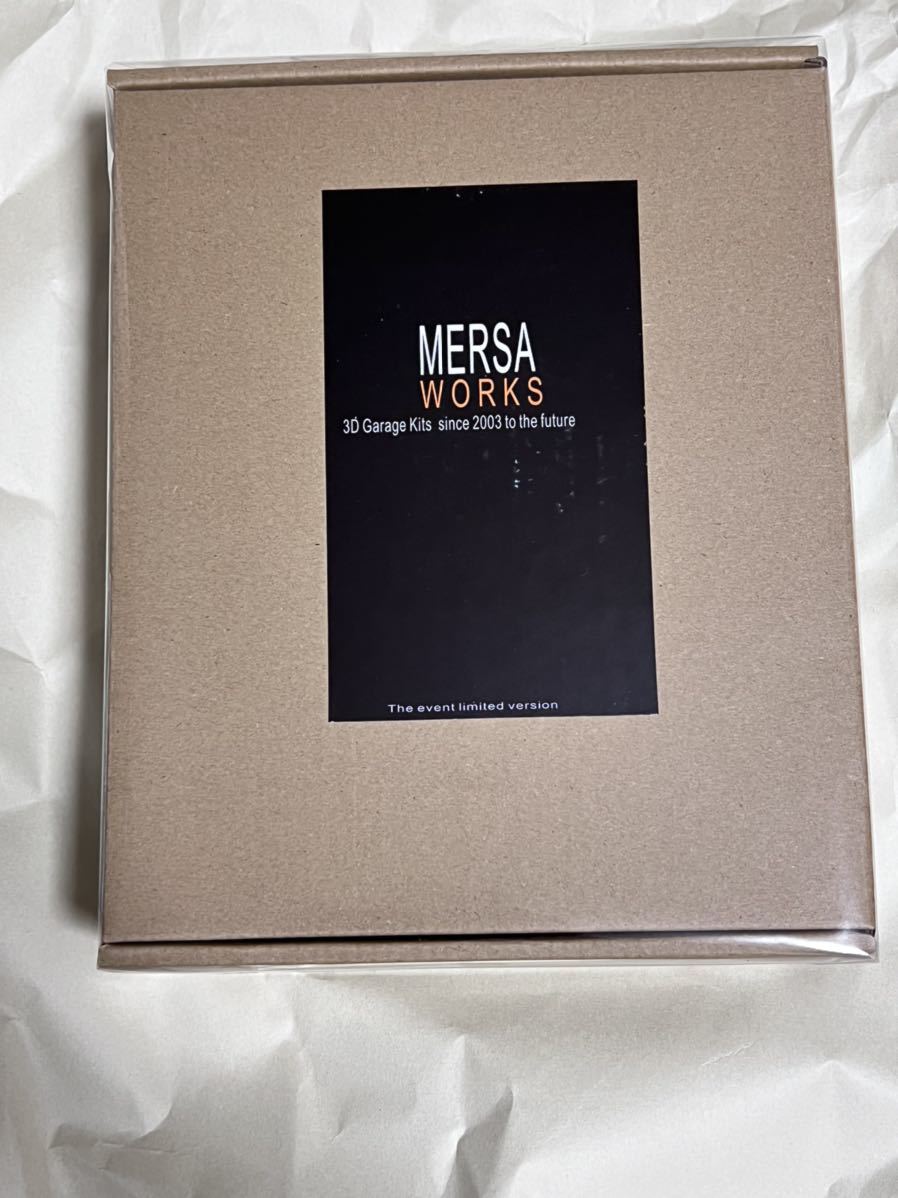 MERSA
WORKS
3D Garage Kits since 2003 to the future
The event limited version